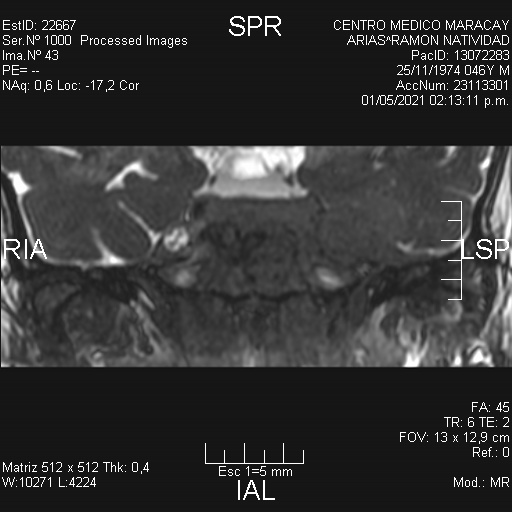 EstID: 22667
Ser.Nº 1000 Processed Images
Ima.Nº 43
PE= --
NAq: 0,6 Loc: -17,2 Cor
SPR
CENTRO MEDICO MARACAY
ARIAS^RAMON NATIVIDAD
PacID: 13072283
25/11/1974 046Y M
AccNum: 23113301
01/05/2021 02:13:11 p.m.
RIA
LSP
FA: 45
TR: 6 TE: 2
FOV: 13 x 12,9 cm
Ref.: 0
Mod.: MR
Matriz 512 x 512 Thk: 0,4
W:10271 L:4224
Esc 1=5 mm
IAL